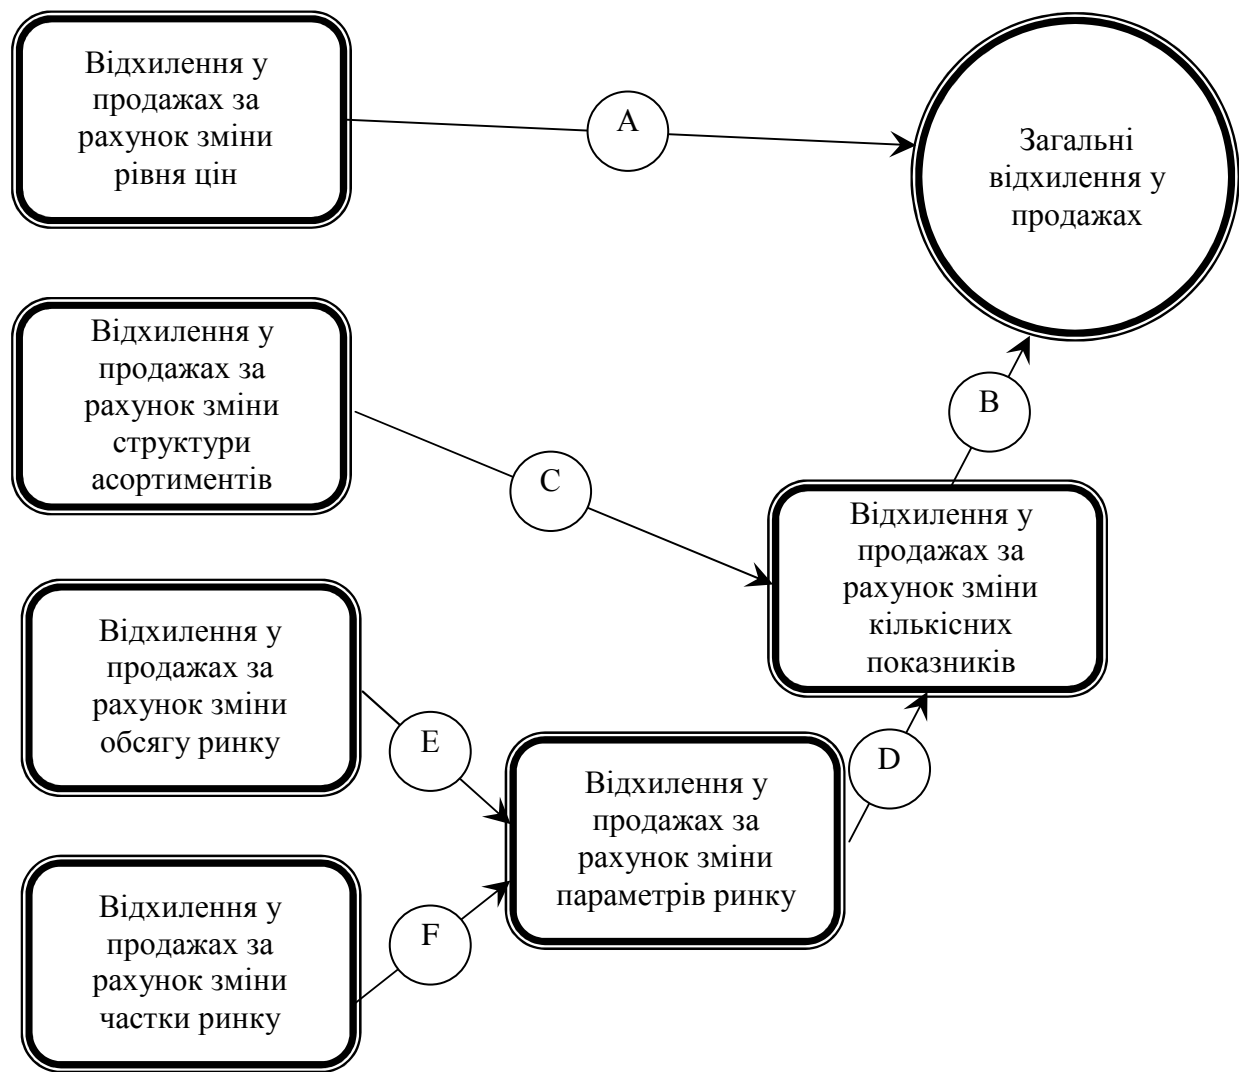 Відхилення у
продажах за
рахунок зміни
рівня цін
A
Загальні
відхилення у
продажах
Відхилення у
продажах за
рахунок зміни
структури
асортиментів
B
C
Відхилення у
продажах за
рахунок зміни
кількісних
показників
Відхилення у
продажах за
рахунок зміни
обсягу ринку
E
D
Відхилення у
продажах за
рахунок зміни
параметрів ринку
Відхилення у
продажах за
рахунок зміни
частки ринку
F